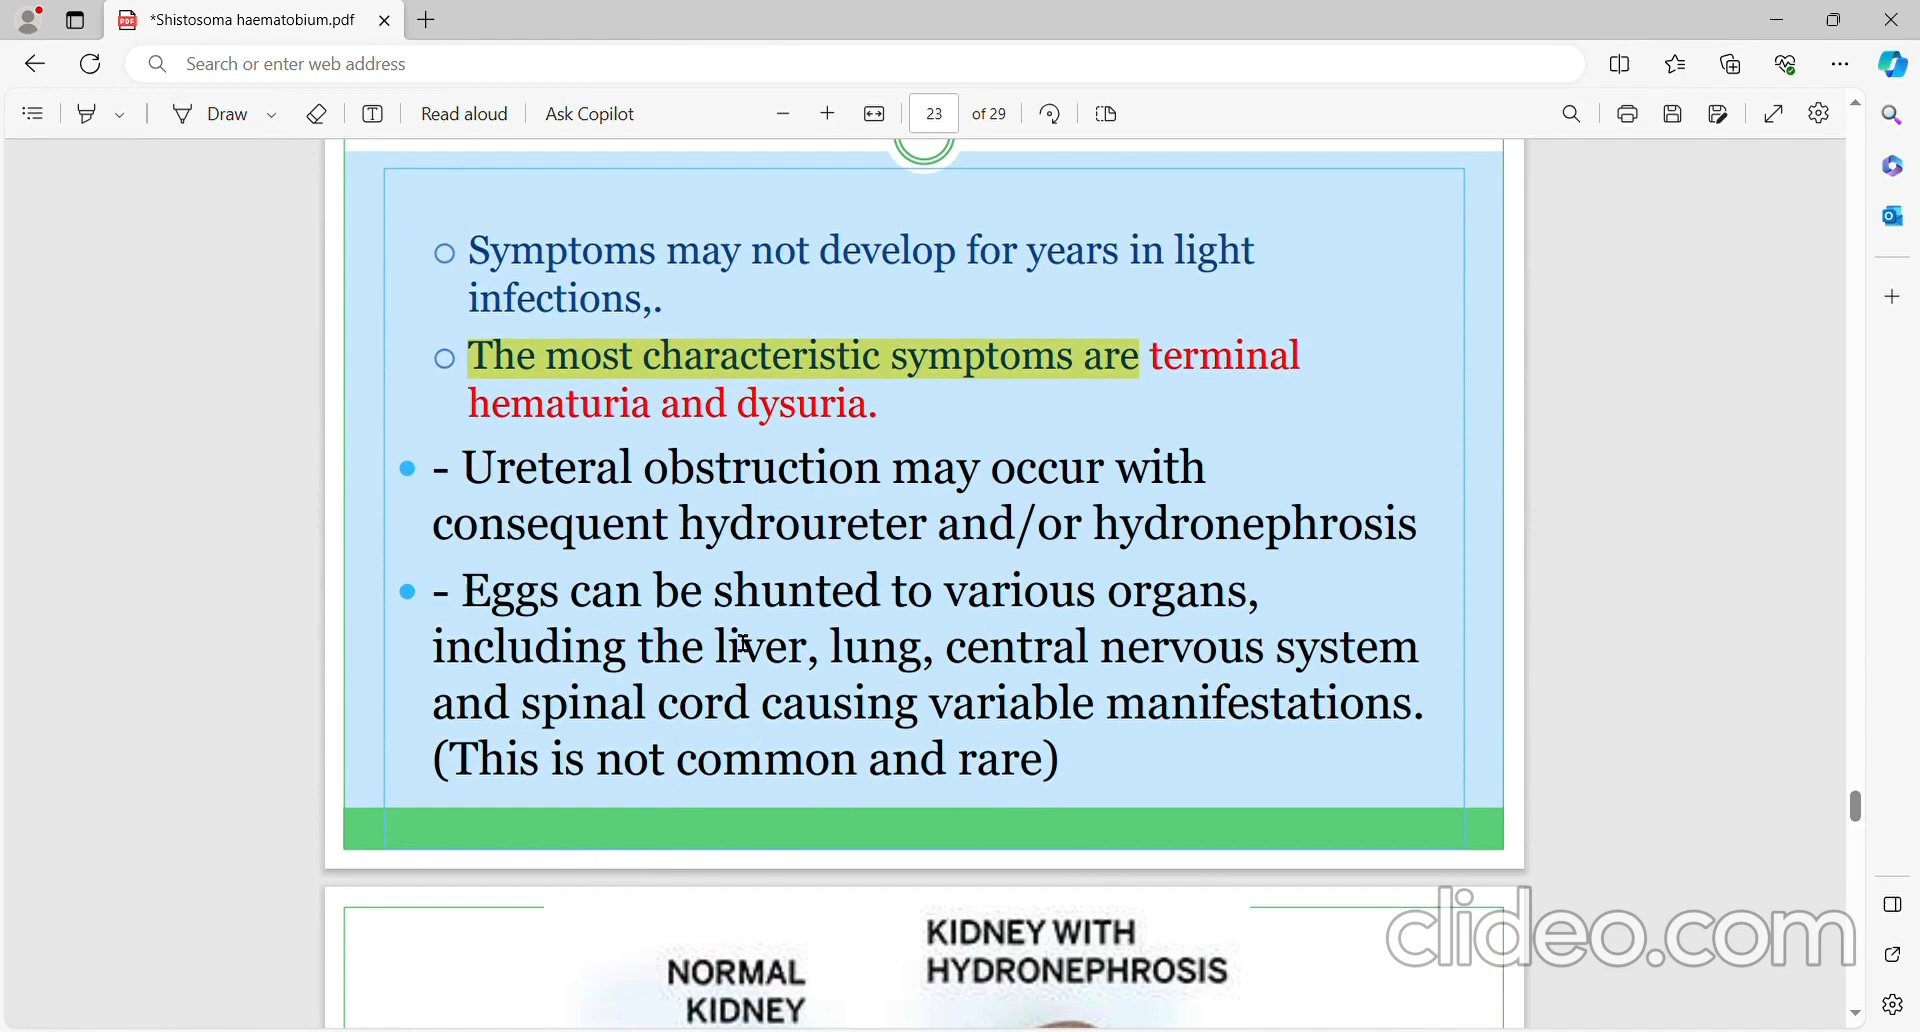 *Shistosoma haematobium.pdf
Search or enter web address
Draw
Read aloud
Ask Copilot
23
of 29
Symptoms may not develop for years in light
infections,.
The most characteristic symptoms are terminal
hematuria and dysuria.
- Ureteral obstruction may occur with
consequent hydroureter and/or hydronephrosis
- Eggs can be shunted to various organs,
including the liver, lung, central nervous system
and spinal cord causing variable manifestations.
(This is not common and rare)
NORMAL
KIDNEY
KIDNEY WITH
HYDRONEPHROSIS
clideo.com